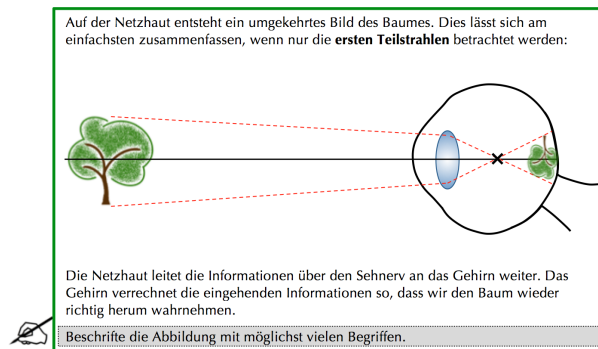 Auf der Netzhaut entsteht ein umgekehrtes Bild des Baumes. Dies lässt sich am
einfachsten zusammenfassen, wenn nur die ersten Teilstrahlen betrachtet werden:
Die Netzhaut leitet die Informationen über den Sehnerv an das Gehirn weiter. Das
Gehirn verrechnet die eingehenden Informationen so, dass wir den Baum wieder
richtig herum wahrnehmen.
Beschrifte die Abbildung mit möglichst vielen Begriffen.